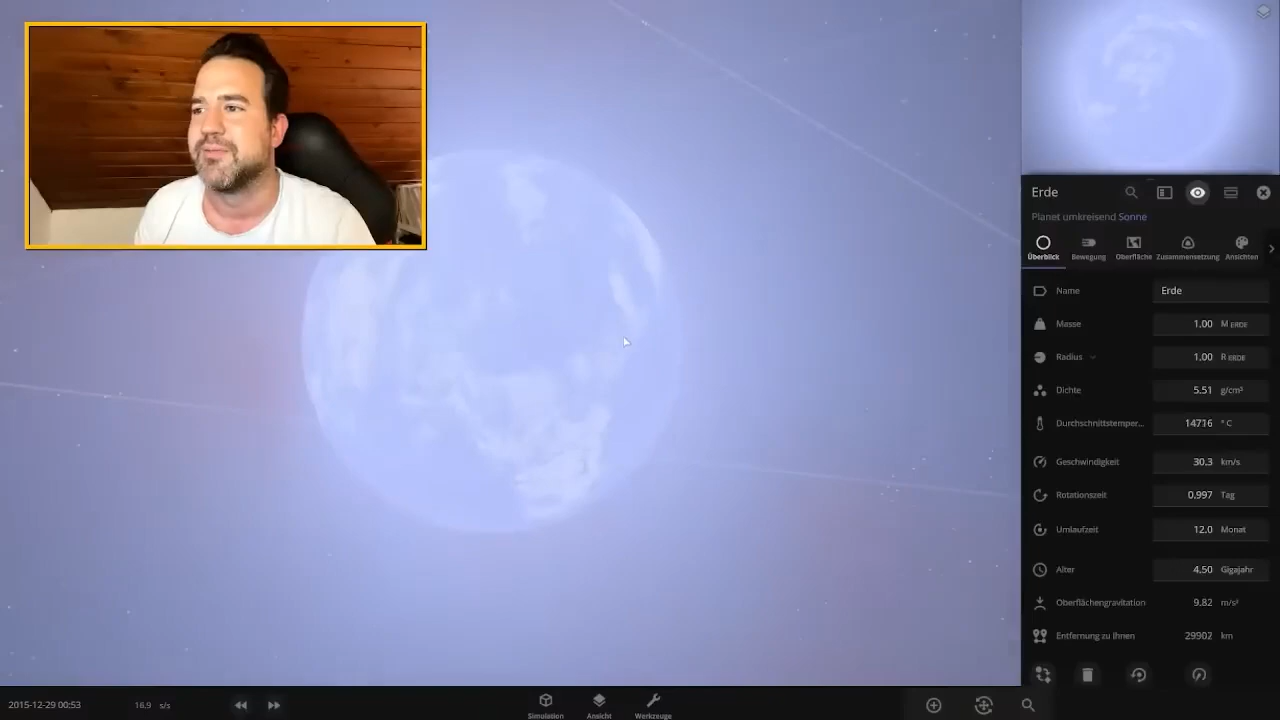 Erde
Planet umkreisend Sonne
Überblick Bewegung Oberfläche Zusammensetzung Ansichten
Name Erde
Masse 1,00 M ERDE
Radius 1,00 R ERDE
Dichte 5,51 g/cm³
Durchschnittstemper... 14716 ° C
Geschwindigkeit 30,3 km/s
Rotationszeit 0,997 Tag
Umlaufzeit 12,0 Monat
Alter 4,50 Gigajahr
Oberflächengravitation 9,82 m/s²
Entfernung zu Ihnen 29902 km
2015-12-29 00:53 16,9 s/s Simulation Ansicht Werkzeuge